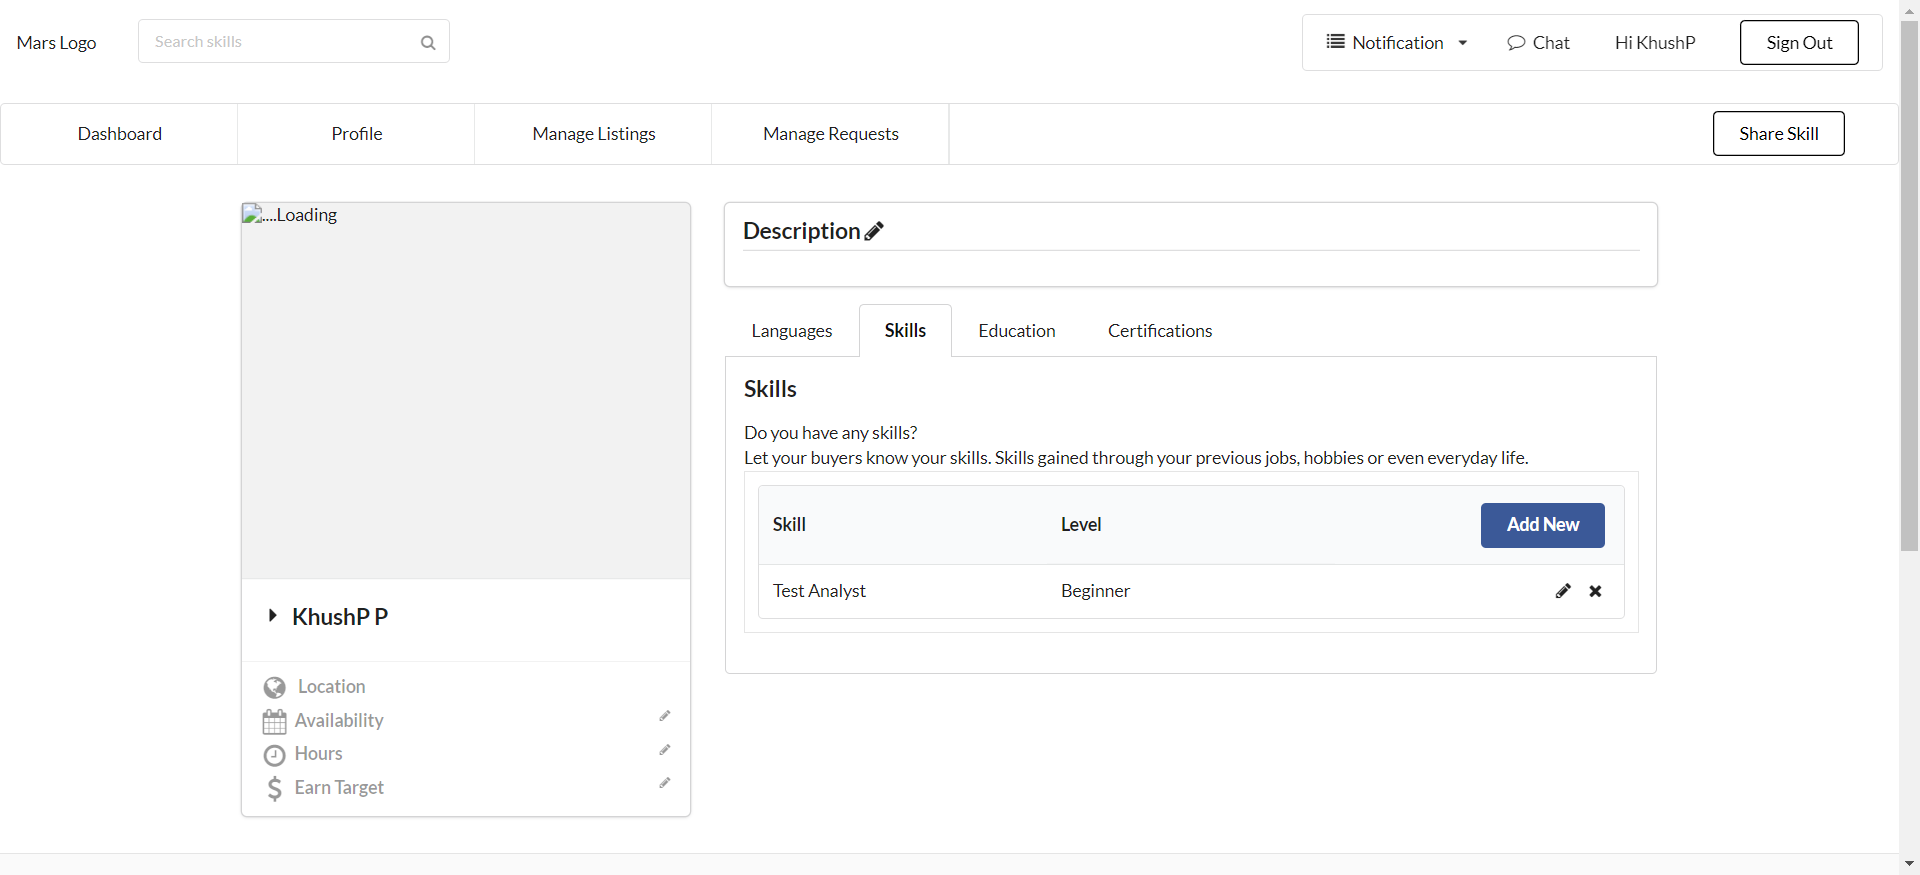 Mars Logo
Search skills
Notification
Chat
Hi KhushP
Sign Out
Dashboard
Profile
Manage Listings
Manage Requests
Share Skill
....Loading
KhushP P
Location
Availability
Hours
Earn Target
Description
Languages
Skills
Education
Certifications
Skills
Do you have any skills?
Let your buyers know your skills. Skills gained through your previous jobs, hobbies or even everyday life.
Skill
Level
Add New
Test Analyst
Beginner